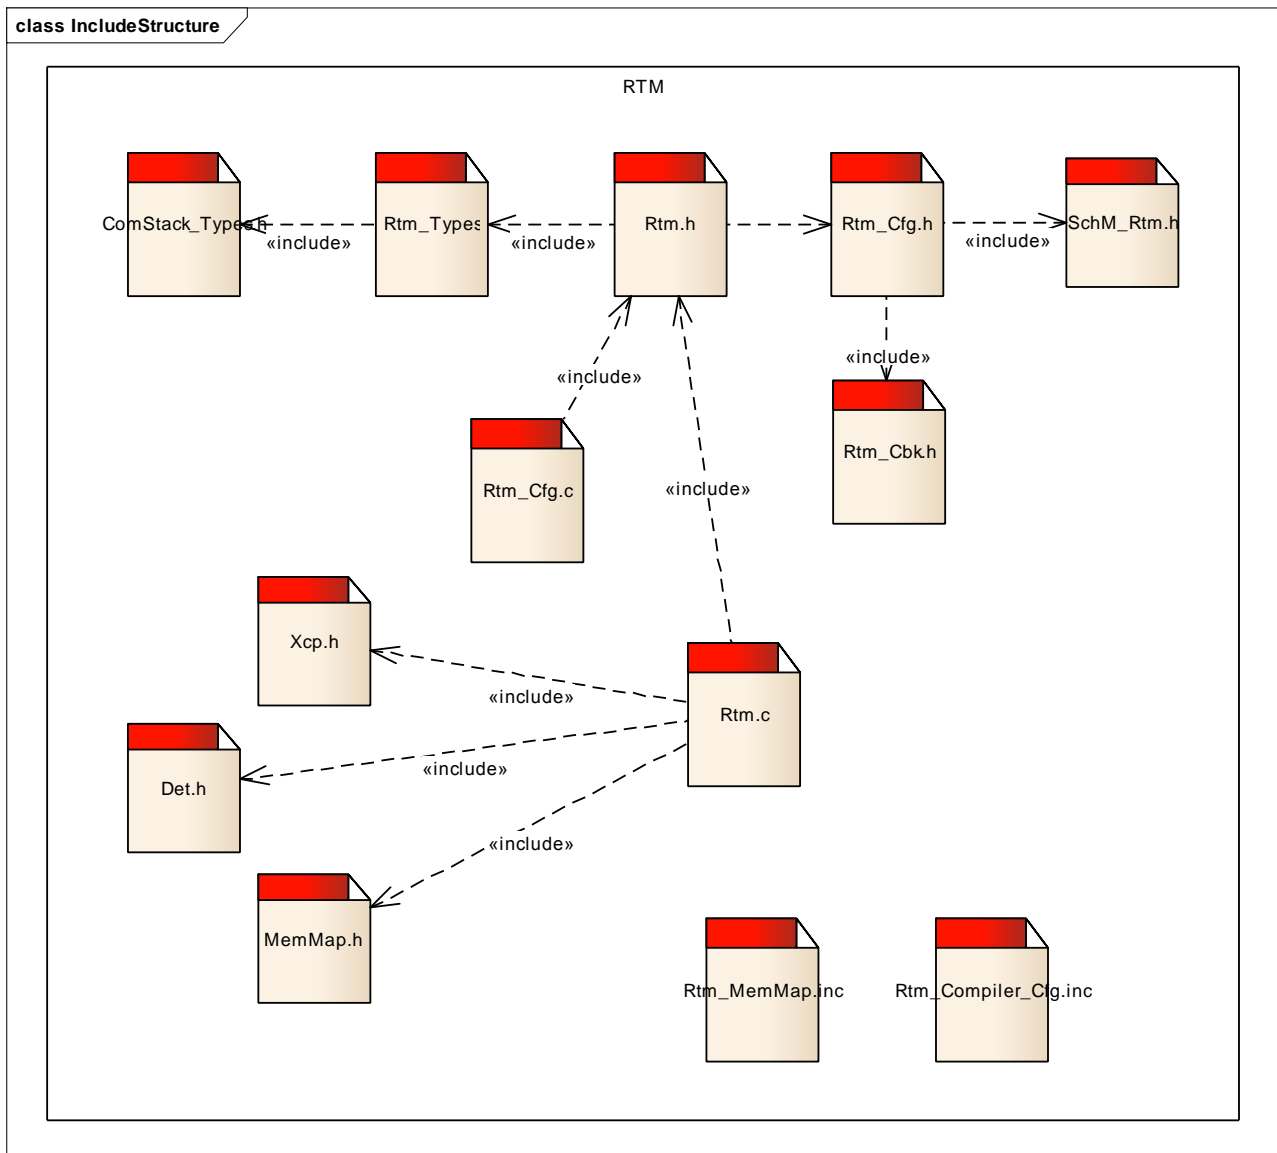 class IncludeStructure
RTM
ComStack_Types.h
Rtm_Types
Rtm.h
Rtm_Cfg.h
SchM_Rtm.h
«include»
«include»
«include»
«include»
«include»
Rtm_Cbk.h
Rtm_Cfg.c
«include»
Xcp.h
«include»
Rtm.c
«include»
Det.h
«include»
MemMap.h
Rtm_MemMap.inc
Rtm_Compiler_Cfg.inc